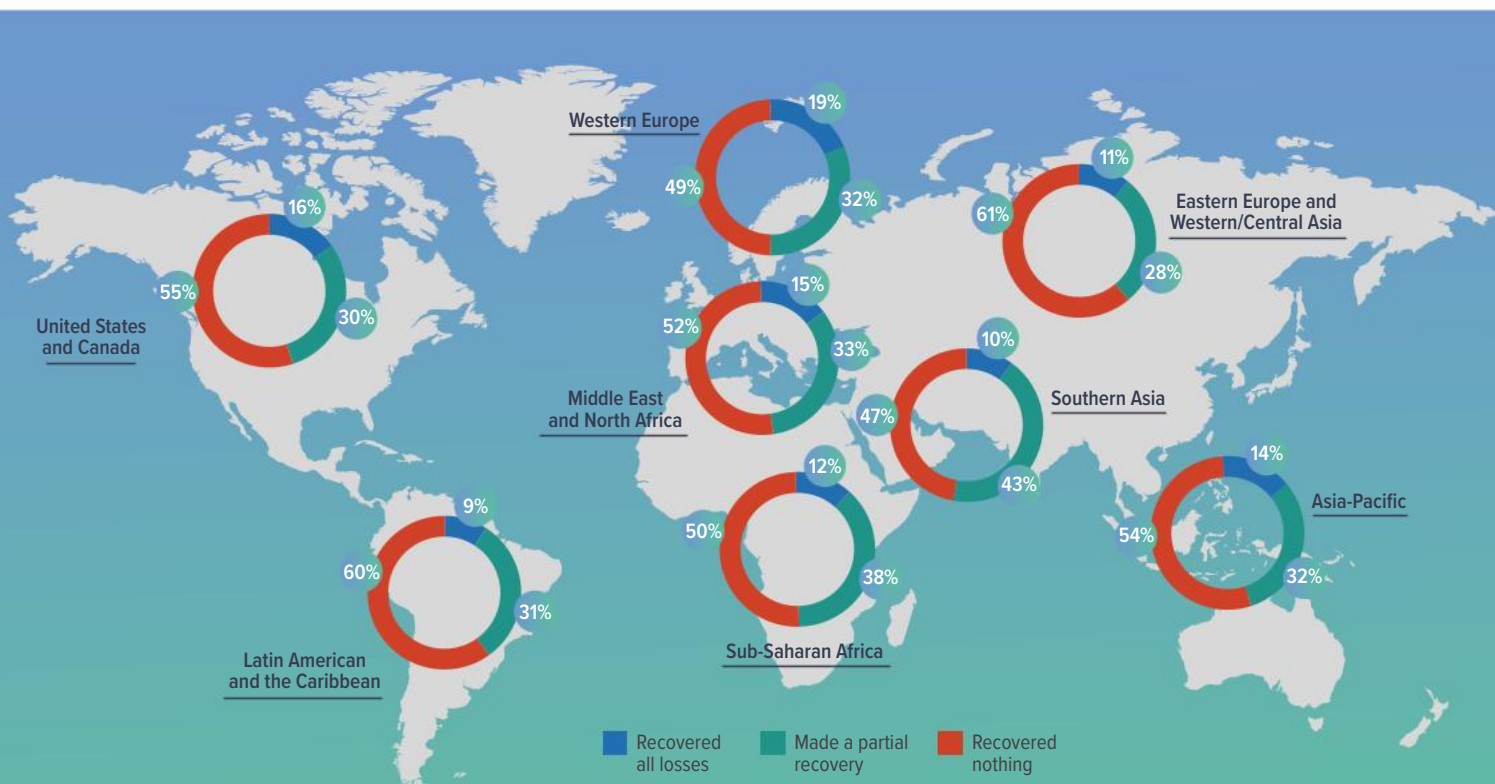 Western Europe
19%
49%
32%
11%
61%
28%
Eastern Europe and
Western/Central Asia
16%
55%
30%
United States
and Canada
15%
52%
33%
Middle East
and North Africa
10%
47%
43%
Southern Asia
12%
50%
38%
Sub-Saharan Africa
14%
54%
32%
Asia-Pacific
9%
60%
31%
Latin American
and the Caribbean
Recovered
all losses
Made a partial
recovery
Recovered
nothing